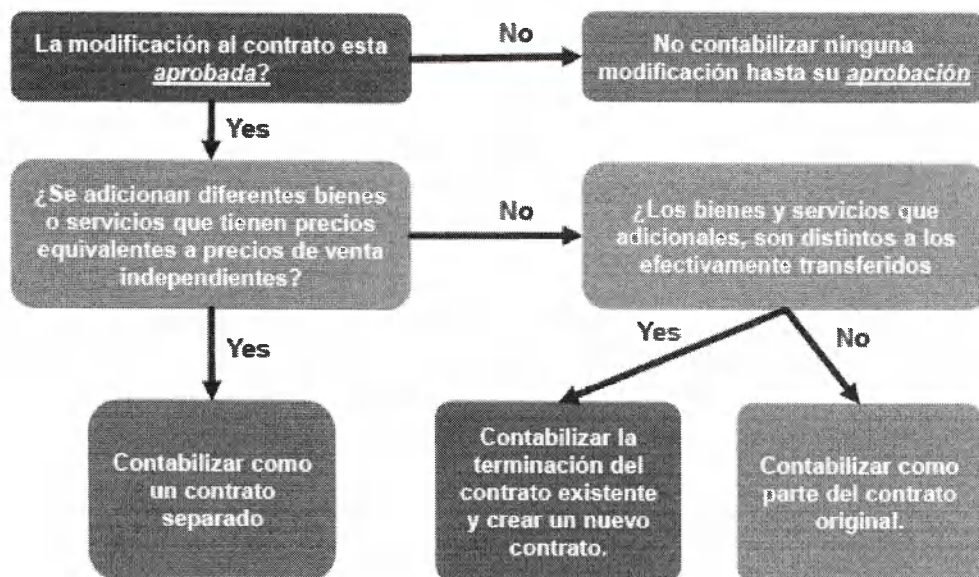 La modificación al contrato esta
aprobada?
No
No contabilizar ninguna
modificación hasta su aprobación
Yes
¿Se adicionan diferentes bienes
o servicios que tienen precios
equivalentes a precios de venta
independientes?
No
¿Los bienes y servicios que
adicionales, son distintos a los
efectivamente transferidos
Yes
Yes
No
Contabilizar como
un contrato
separado
Contabilizar la
terminación del
contrato existente
y crear un nuevo
contrato.
Contabilizar como
parte del contrato
original.